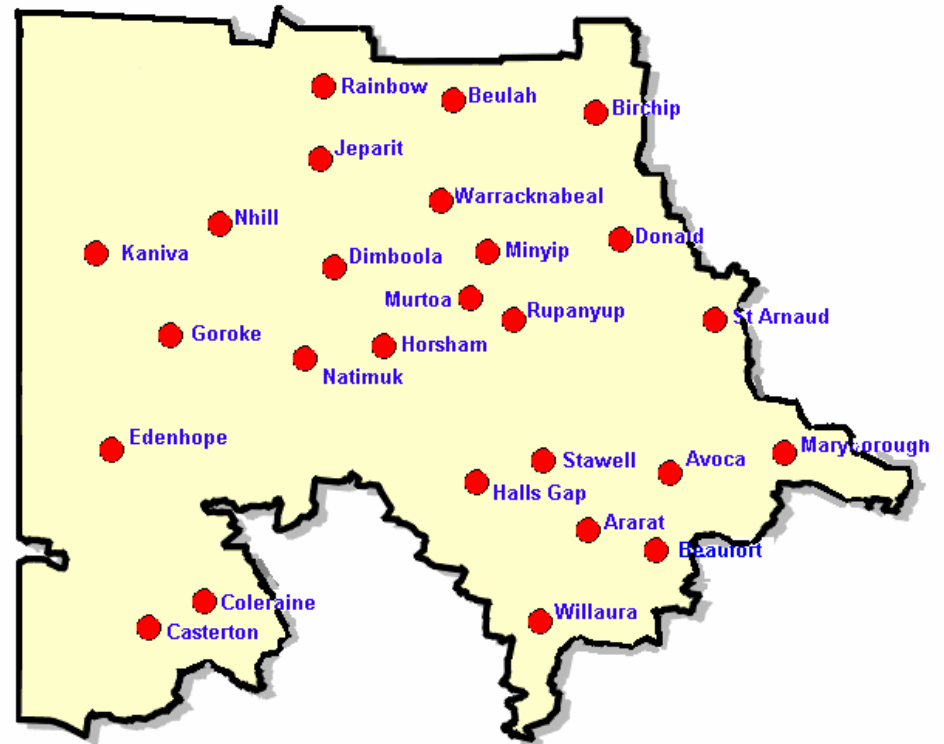 Rainbow
Beulah
Birchip
Jeparit
Warracknabeal
Nhill
Donald
Kaniva
Dimboola
Minyip
Murtoa
Rupanyup
St Arnaud
Goroke
Horsham
Natimuk
Edenhope
Maryborough
Stawell
Avoca
Halls Gap
Ararat
Beaufort
Coleraine
Willaura
Casterton